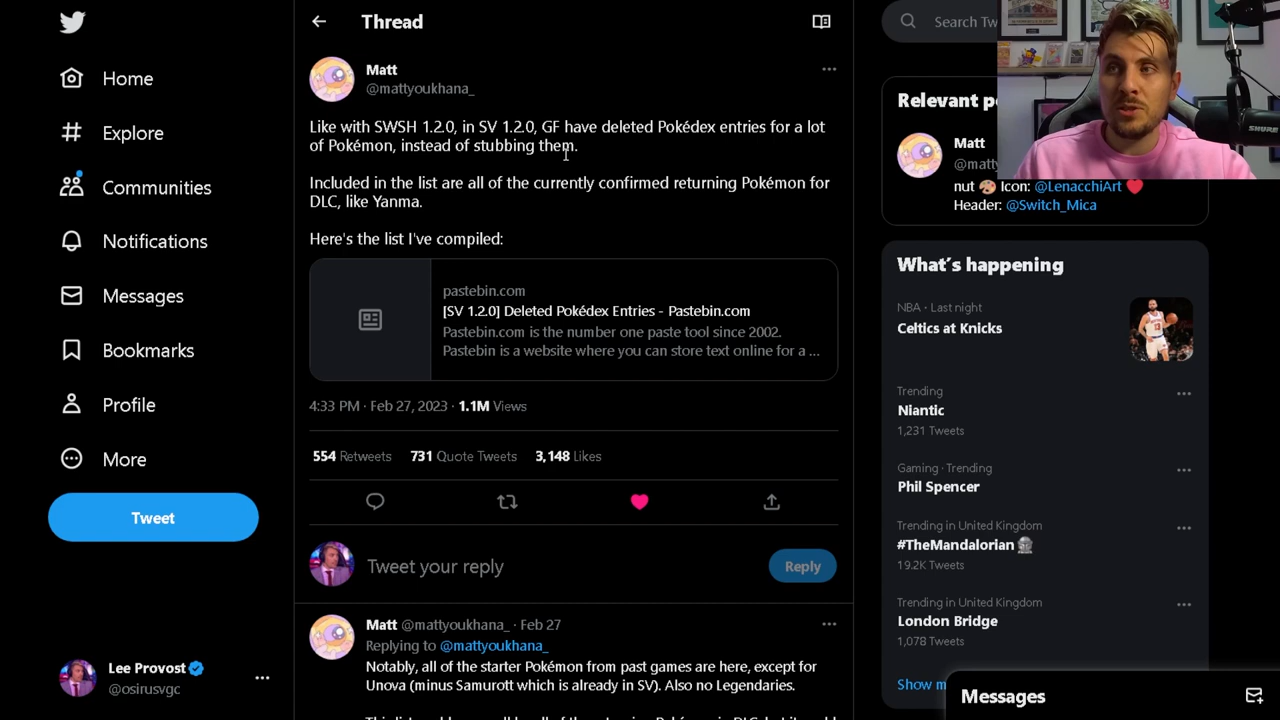 Home
Explore
Communities
Notifications
Messages
Bookmarks
Profile
More
Tweet
Lee Provost
@osirusvgc
Thread
Matt
@mattyoukhana_
Like with SWSH 1.2.0, in SV 1.2.0, GF have deleted Pokédex entries for a lot
of Pokémon, instead of stubbing them.
Included in the list are all of the currently confirmed returning Pokémon for
DLC, like Yanma.
Here's the list I've compiled:
pastebin.com
[SV 1.2.0] Deleted Pokédex Entries - Pastebin.com
Pastebin.com is the number one paste tool since 2002.
Pastebin is a website where you can store text online for a ...
4:33 PM · Feb 27, 2023 · 1.1M Views
554 Retweets 731 Quote Tweets 3,148 Likes
Tweet your reply
Reply
Matt @mattyoukhana_ · Feb 27
Replying to @mattyoukhana_
Notably, all of the starter Pokémon from past games are here, except for
Unova (minus Samurott which is already in SV). Also no Legendaries.
Search Tw
Relevant pe
Matt
@matty
nut Icon: @LenacchiArt
Header: @Switch_Mica
SHURE
What's happening
NBA · Last night
Celtics at Knicks
Trending
Niantic
1,231 Tweets
Gaming · Trending
Phil Spencer
Trending in United Kingdom
#TheMandalorian
19.2K Tweets
Trending in United Kingdom
London Bridge
1,078 Tweets
Show m
Messages